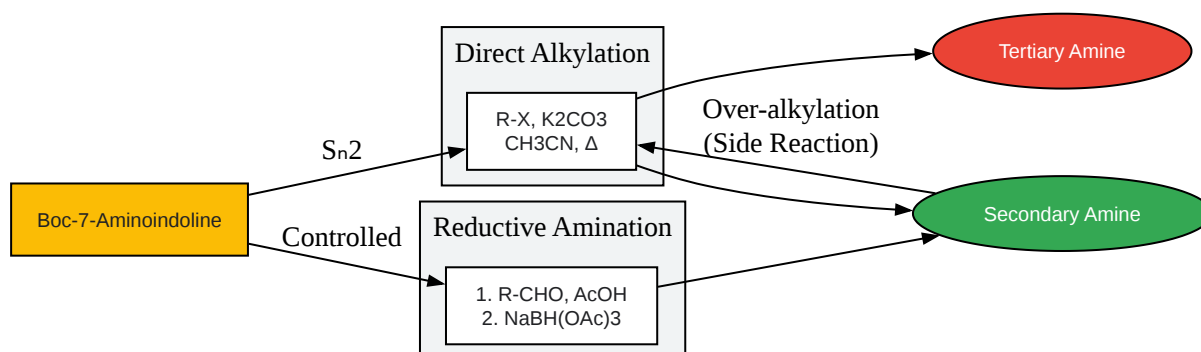 Direct Alkylation
R-X, K2CO3
CH3CN, Δ
Tertiary Amine
Over-alkylation
(Side Reaction)
Sₙ2
Boc-7-Aminoindoline
Secondary Amine
Controlled
Reductive Amination
1. R-CHO, AcOH
2. NaBH(OAc)3